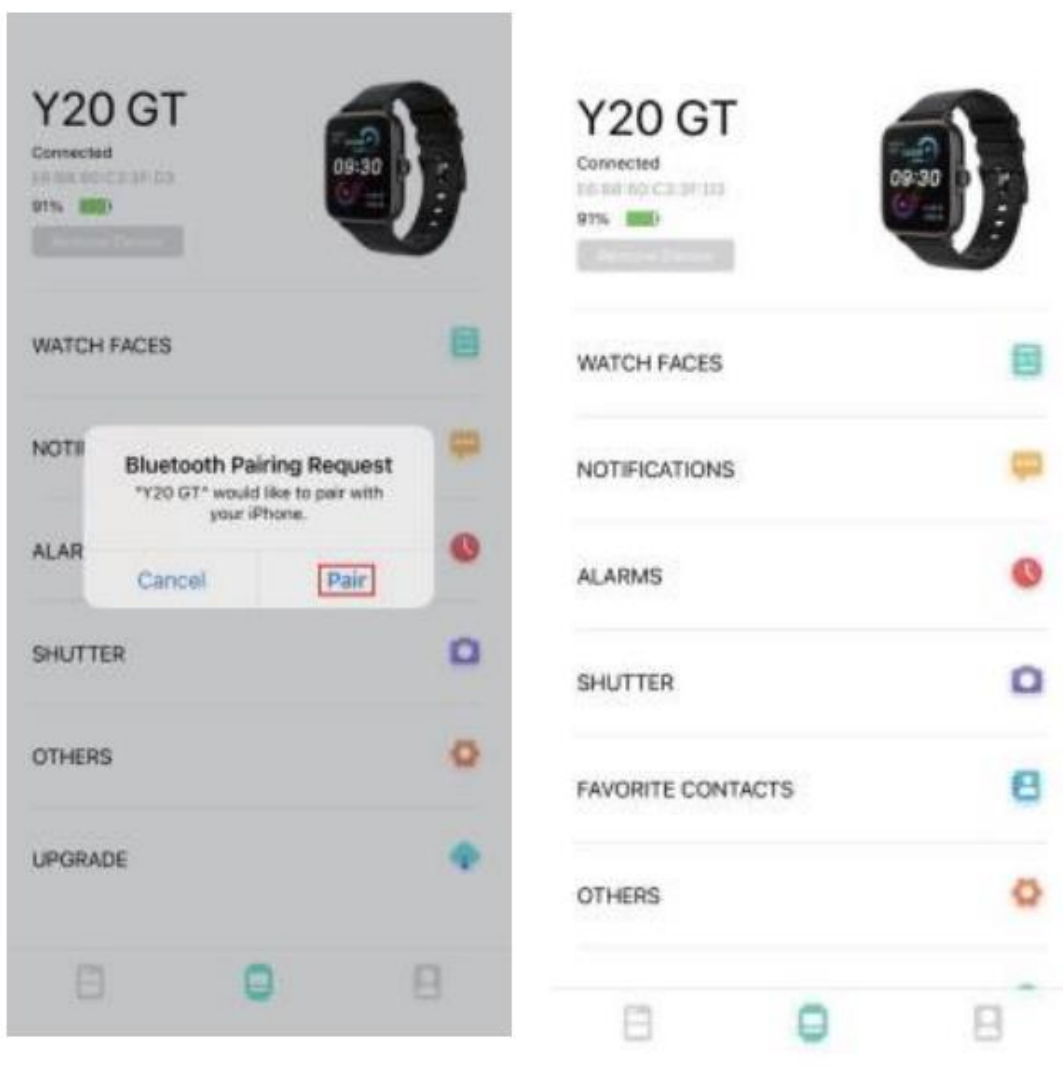 Y20 GT
Connected
91%
09:30
WATCH FACES
NOTI
Bluetooth Pairing Request
"Y20 GT" would like to pair with
your iPhone.
ALAR
Cancel
Pair
SHUTTER
OTHERS
UPGRADE
Y20 GT
Connected
91%
Remove Device
09:30
WATCH FACES
NOTIFICATIONS
ALARMS
SHUTTER
FAVORITE CONTACTS
OTHERS